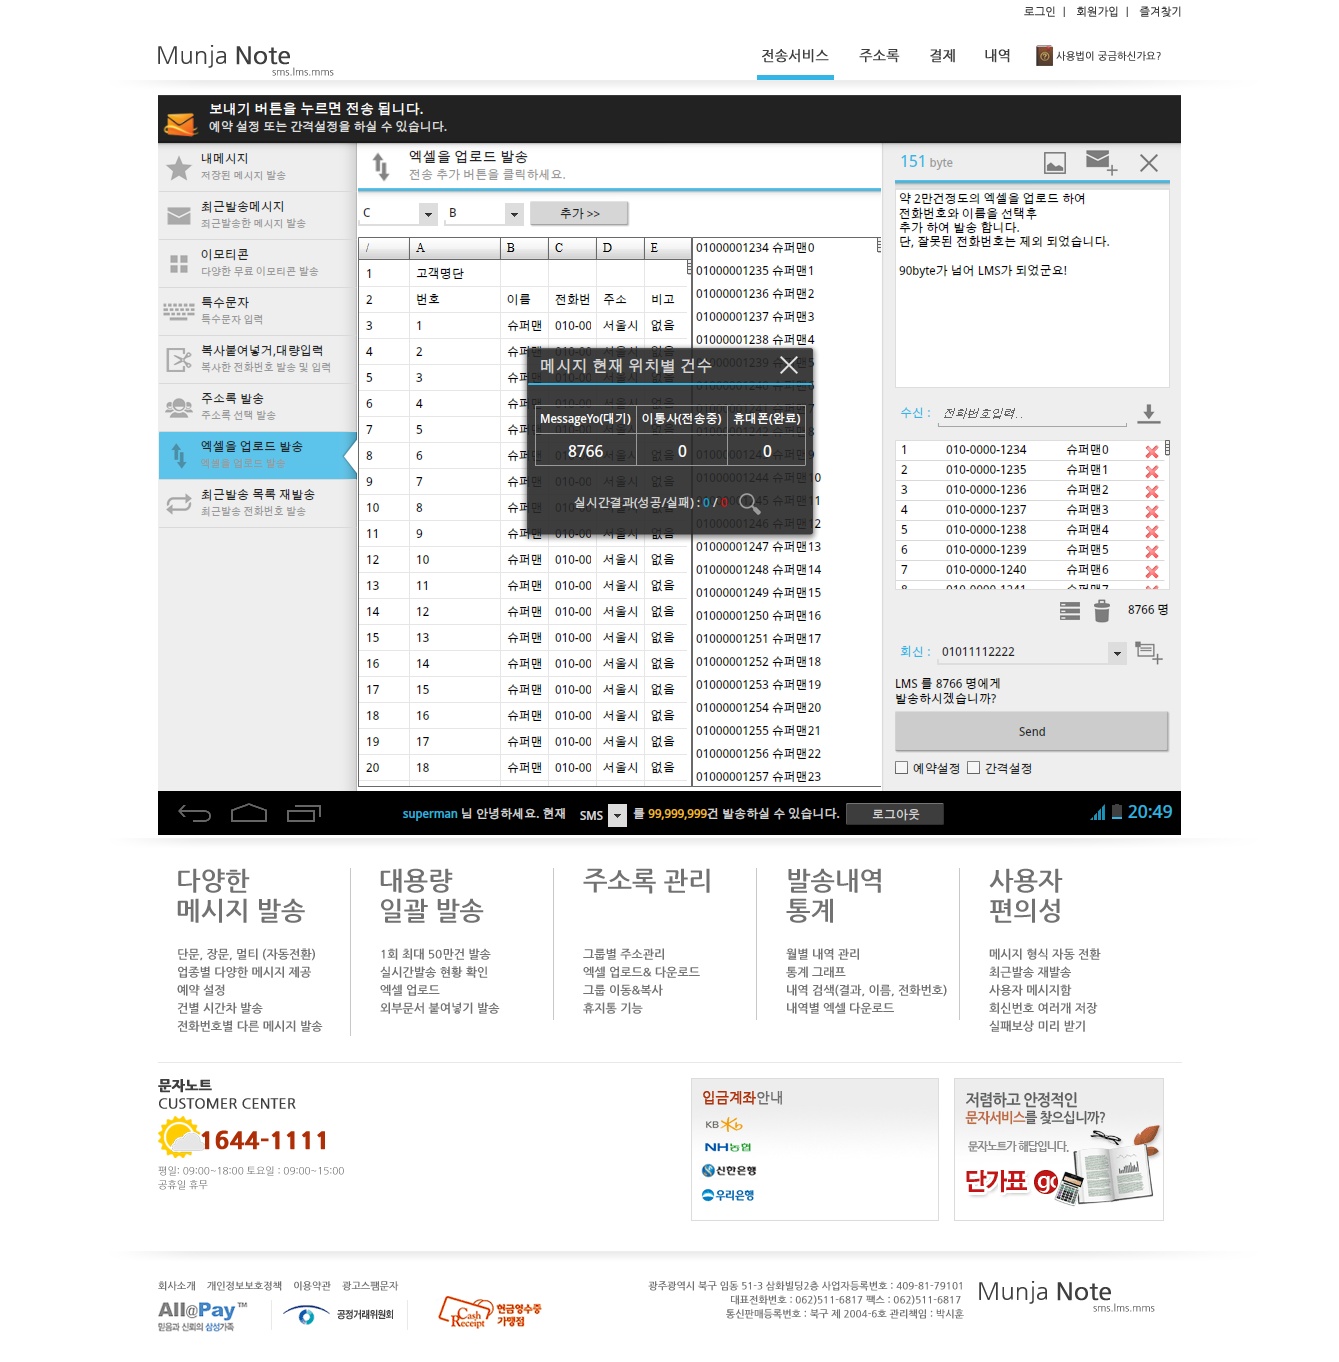 로그인 | 회원가입 | 즐겨찾기
Munja Note
sms.lms.mms
전송서비스 주소록 결제 내역 사용법이 궁금하신가요?
보내기 버튼을 누르면 전송 됩니다.
예약 설정 또는 간격설정을 하실 수 있습니다.
내메시지
저장된 메시지 발송
최근발송메시지
최근발송한 메시지 발송
이모티콘
다양한 무료 이모티콘 발송
특수문자
특수문자 입력
복사붙여넣거,대량입력
복사한 전화번호 발송 및 입력
주소록 발송
주소록 선택 발송
엑셀을 업로드 발송
엑셀을 업로드 발송
최근발송 목록 재발송
최근발송 전화번호 발송
엑셀을 업로드 발송
전송 추가 버튼을 클릭하세요.
C B 추가 >>
/ A B C D E
1 고객명단
2 번호 이름 전화번 주소 비고
3 1 슈퍼맨 010-00 서울시 없음
4 2 슈퍼 010-00 서울시 없음
5 3 슈퍼
6 4 슈퍼
7 5 슈퍼
8 6 슈퍼
9 7 슈퍼
10 8 슈퍼
11 9 슈퍼맨 010-00 서울시 없음
12 10 슈퍼맨 010-00 서울시 없음
13 11 슈퍼맨 010-00 서울시 없음
14 12 슈퍼맨 010-00 서울시 없음
15 13 슈퍼맨 010-00 서울시 없음
16 14 슈퍼맨 010-00 서울시 없음
17 15 슈퍼맨 010-00 서울시 없음
18 16 슈퍼맨 010-00 서울시 없음
19 17 슈퍼맨 010-00 서울시 없음
20 18 슈퍼맨 010-00 서울시 없음
01000001234 슈퍼맨0
01000001235 슈퍼맨1
01000001236 슈퍼맨2
01000001237 슈퍼맨3
01000001238 슈퍼맨4
01000001239 5
01000001240 6
7
01000001242 8
9
01000001244 10
01000001245 11
01000001246 슈퍼맨12
01000001247 슈퍼맨13
01000001248 슈퍼맨14
01000001249 슈퍼맨15
01000001250 슈퍼맨16
01000001251 슈퍼맨17
01000001252 슈퍼맨18
01000001253 슈퍼맨19
01000001254 슈퍼맨20
01000001255 슈퍼맨21
01000001256 슈퍼맨22
01000001257 슈퍼맨23
메시지 현재 위치별 건수
MessageYo(대기) 이통사(전송중) 휴대폰(완료)
8766 0 0
실시간결과(성공/실패) : 0 / 0
151 byte
약 2만건정도의 엑셀을 업로드 하여
전화번호와 이름을 선택후
추가 하여 발송 합니다.
단, 잘못된 전화번호는 제외 되었습니다.
90byte가 넘어 LMS가 되었군요!
수신 : 전화번호입력..
1 010-0000-1234 슈퍼맨0
2 010-0000-1235 슈퍼맨1
3 010-0000-1236 슈퍼맨2
4 010-0000-1237 슈퍼맨3
5 010-0000-1238 슈퍼맨4
6 010-0000-1239 슈퍼맨5
7 010-0000-1240 슈퍼맨6
8 010-0000-1241 슈퍼맨7
8766 명
회신 : 01011112222
LMS 를 8766 명에게
발송하시겠습니까?
Send
예약설정 간격설정
superman 님 안녕하세요. 현재 SMS 를 99,999,999건 발송하실 수 있습니다. 로그아웃 20:49
다양한
메시지 발송
단문, 장문, 멀티 (자동전환)
업종별 다양한 메시지 제공
예약 설정
건별 시간차 발송
전화번호별 다른 메시지 발송
대용량
일괄 발송
1회 최대 50만건 발송
실시간발송 현황 확인
엑셀 업로드
외부문서 붙여넣기 발송
주소록 관리
그룹별 주소관리
엑셀 업로드& 다운로드
그룹 이동&복사
휴지통 기능
발송내역
통계
월별 내역 관리
통계 그래프
내역 검색(결과, 이름, 전화번호)
내역별 엑셀 다운로드
사용자
편의성
메시지 형식 자동 전환
최근발송 재발송
사용자 메시지함
회신번호 여러개 저장
실패보상 미리 받기
문자노트
CUSTOMER CENTER
1644-1111
평일: 09:00~18:00 토요일 : 09:00~15:00
공휴일 휴무
입금계좌안내
KB
NH농협
신한은행
우리은행
저렴하고 안정적인
문자서비스를 찾으십니까?
문자노트가 해답입니다.
단가표 go
회사소개 개인정보보호정책 이용약관 광고스팸문자
All@Pay™
믿음과 신뢰의 삼성가족
공정거래위원회
Cash Receipt
현금영수증
가맹점
광주광역시 북구 임동 51-3 삼화빌딩2층 사업자등록번호 : 409-81-79101
대표전화번호 : 062)511-6817 팩스 : 062)511-6817
통신판매등록번호 : 북구 제 2004-6호 관리책임 : 박시훈
Munja Note
sms.lms.mms